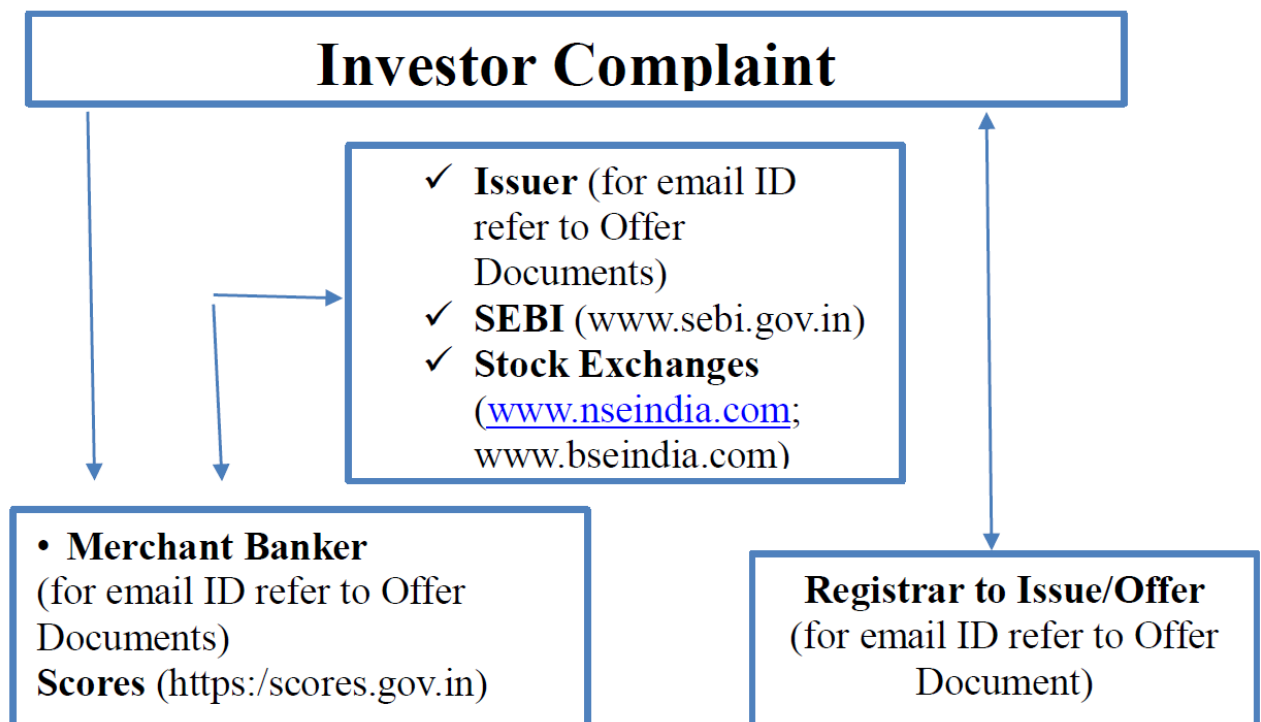 Investor Complaint
✓ Issuer (for email ID
refer to Offer
Documents)
✓ SEBI (www.sebi.gov.in)
✓ Stock Exchanges
(www.nseindia.com;
www.bseindia.com)
• Merchant Banker
(for email ID refer to Offer
Documents)
Scores (https:/scores.gov.in)
Registrar to Issue/Offer
(for email ID refer to Offer
Document)